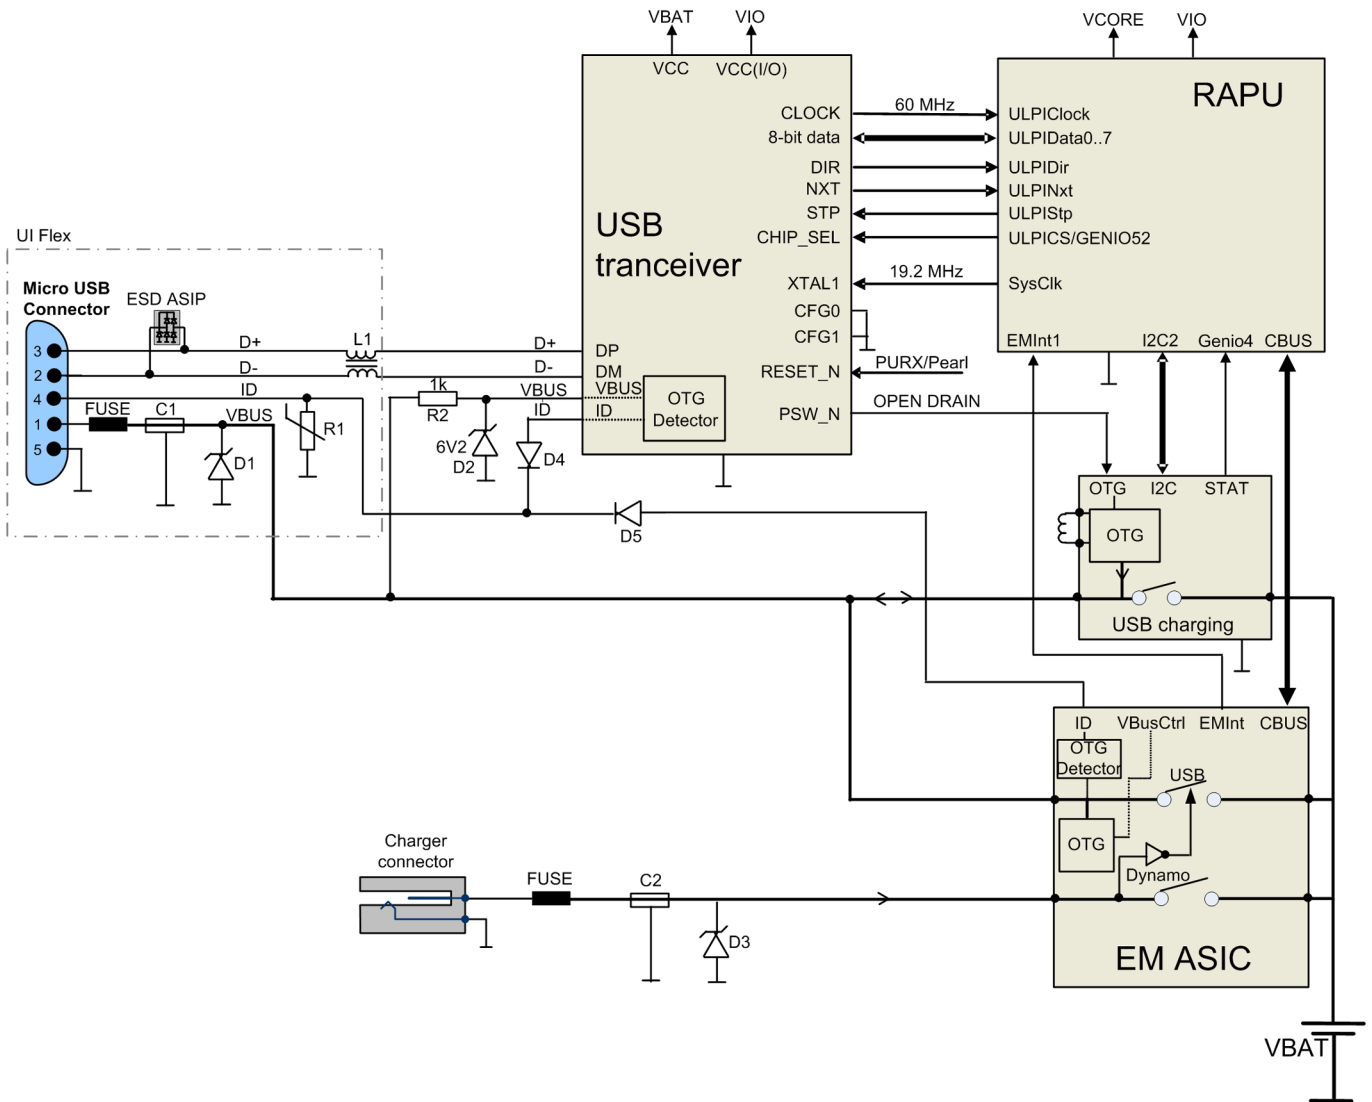 VBAT VIO
VCORE VIO
VCC VCC(I/O)
RAPU
CLOCK 60 MHz ULPIClock
8-bit data ULPIData0..7
DIR ULPIDir
NXT ULPINxt
STP ULPIStp
CHIP_SEL ULPICS/GENIO52
USB
tranceiver
XTAL1 19.2 MHz SysClk
CFG0
CFG1
EMInt1 I2C2 Genio4 CBUS
RESET_N PURX/Pearl
PSW_N OPEN DRAIN
UI Flex
Micro USB
Connector
ESD ASIP
3 D+ L1 D+ DP
2 D- D- DM
4 ID 1k VBUS VBUS
R2 ID ID
OTG
Detector
1 FUSE C1 VBUS R1
5
D1
6V2
D2
D4
D5
OTG I2C STAT
OTG
USB charging
ID VBusCtrl EMInt CBUS
OTG
Detector
USB
OTG
Dynamo
EM ASIC
Charger
connector
FUSE C2
D3
VBAT